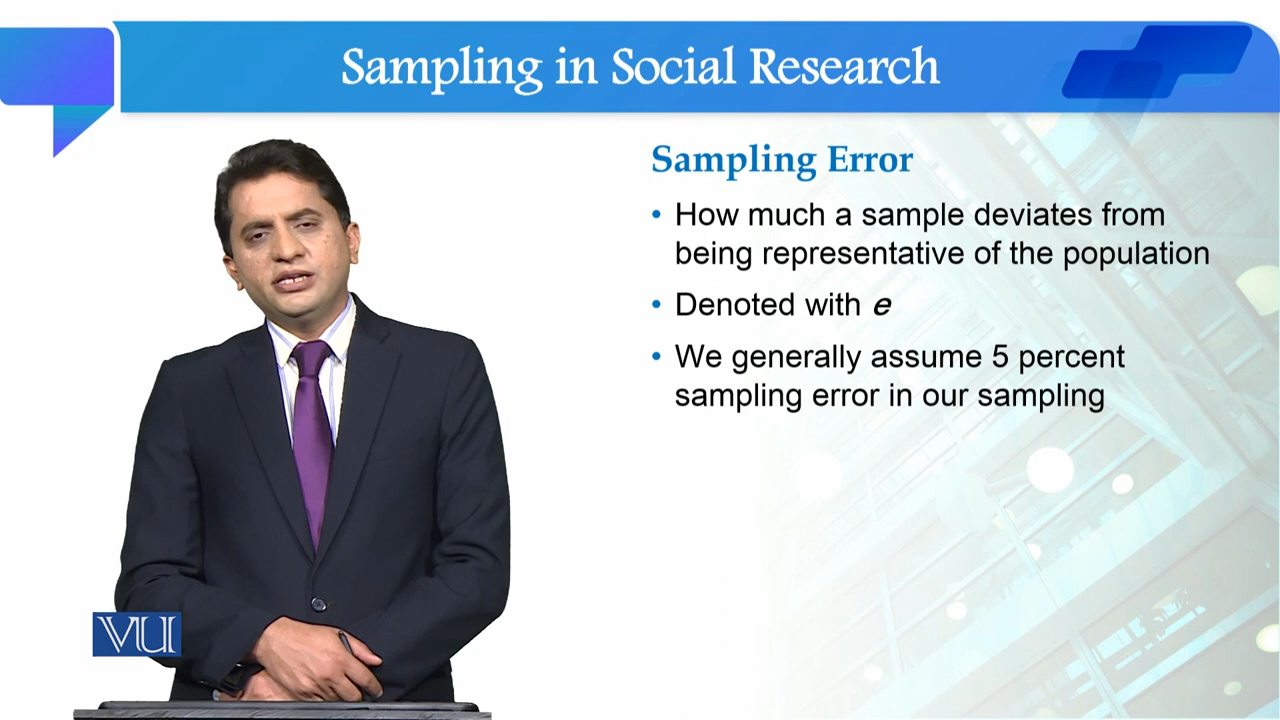 Sampling in Social Research
Sampling Error
• How much a sample deviates from
being representative of the population
• Denoted with e
• We generally assume 5 percent
sampling error in our sampling
VU